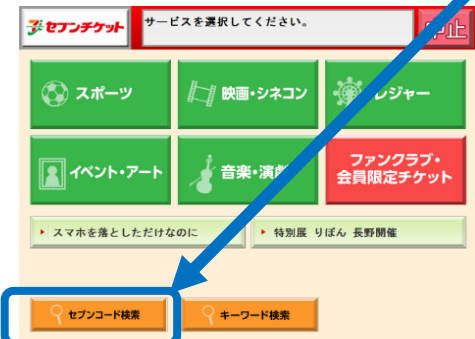 セブンチケット
サービスを選択してください。
中止
スポーツ
映画・シネコン
レジャー
イベント・アート
音楽・演劇
ファンクラブ・
会員限定チケット
スマホを落としただけなのに
特別展 りぼん 長野開催
セブンコード検索
キーワード検索